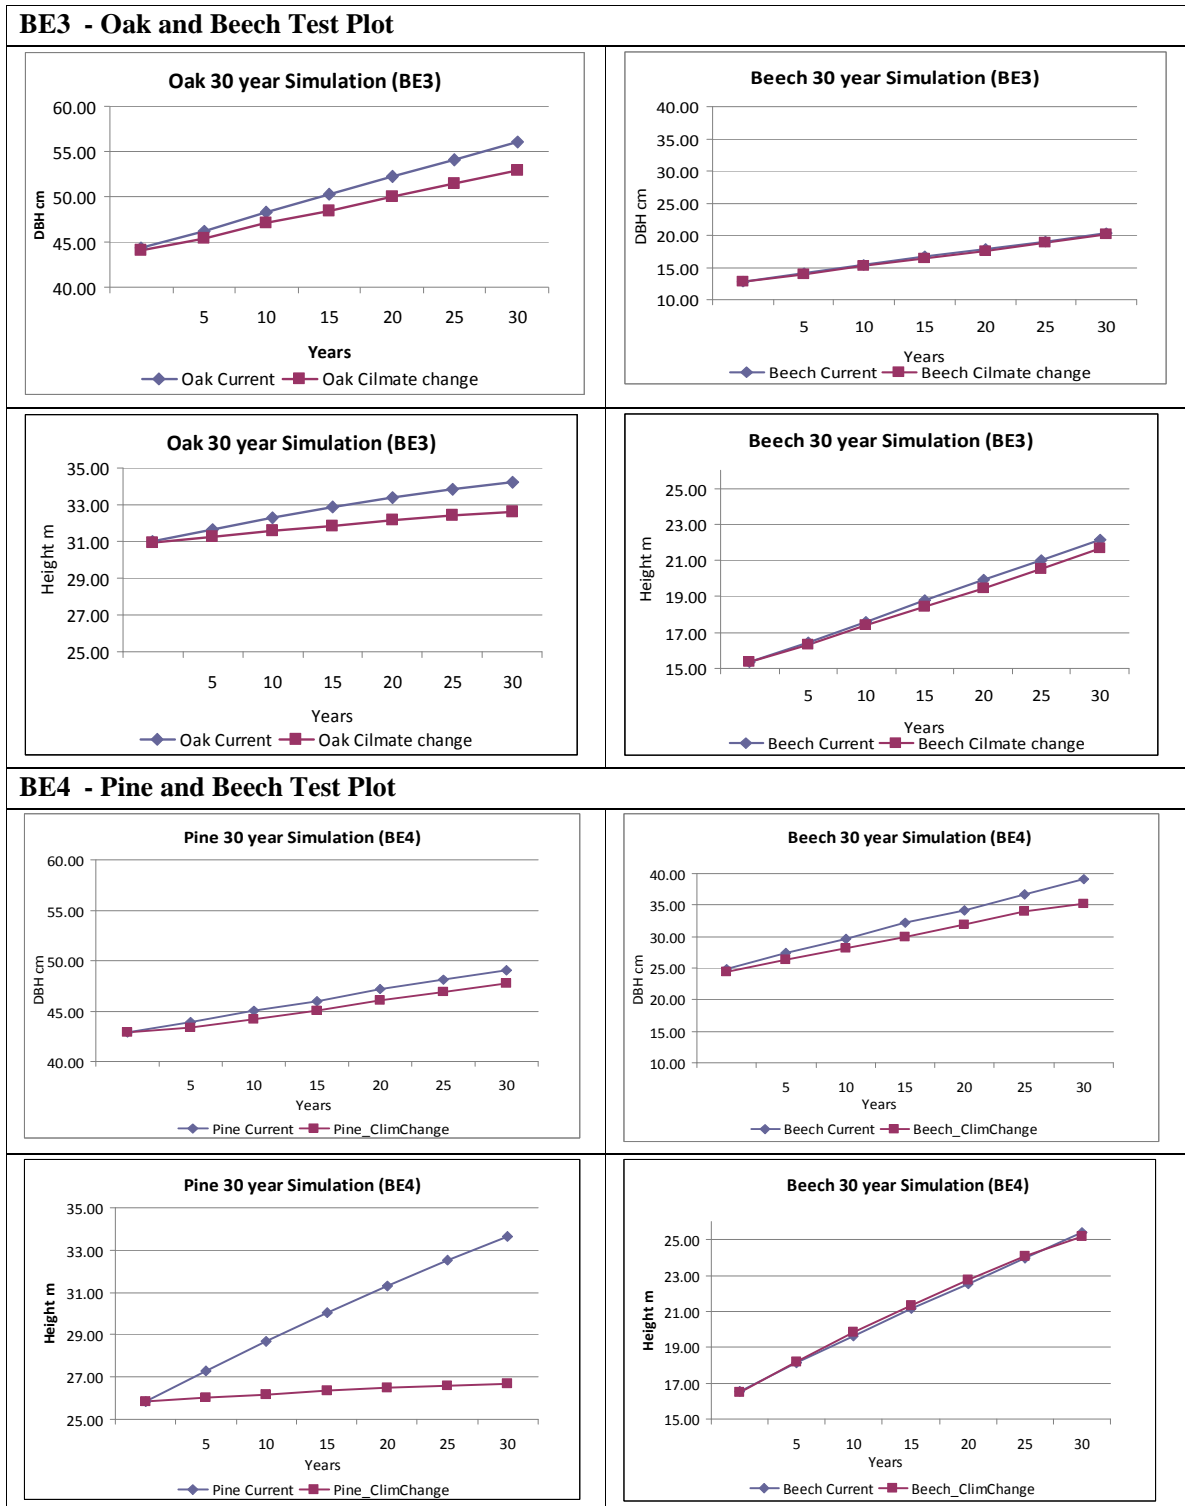 BE3 - Oak and Beech Test Plot
Oak 30 year Simulation (BE3)
60.00
55.00
50.00
45.00
40.00
DBH cm
5 10 15 20 25 30
Years
Oak Current Oak Cilmate change
Beech 30 year Simulation (BE3)
40.00
35.00
30.00
25.00
20.00
15.00
10.00
DBH cm
5 10 15 20 25 30
Years
Beech Current Beech Cilmate change
Oak 30 year Simulation (BE3)
35.00
33.00
31.00
29.00
27.00
25.00
Height m
5 10 15 20 25 30
Years
Oak Current Oak Cilmate change
Beech 30 year Simulation (BE3)
25.00
23.00
21.00
19.00
17.00
15.00
Height m
5 10 15 20 25 30
Years
Beech Current Beech Cilmate change
BE4 - Pine and Beech Test Plot
Pine 30 year Simulation (BE4)
60.00
55.00
50.00
45.00
40.00
DBH cm
5 10 15 20 25 30
Years
Pine Current Pine_ClimChange
Beech 30 year Simulation (BE4)
40.00
35.00
30.00
25.00
20.00
15.00
10.00
DBH cm
5 10 15 20 25 30
Years
Beech Current Beech_ClimChange
Pine 30 year Simulation (BE4)
35.00
33.00
31.00
29.00
27.00
25.00
Height m
5 10 15 20 25 30
Years
Pine Current Pine_ClimChange
Beech 30 year Simulation (BE4)
25.00
23.00
21.00
19.00
17.00
15.00
Height m
5 10 15 20 25 30
Years
Beech Current Beech_ClimChange